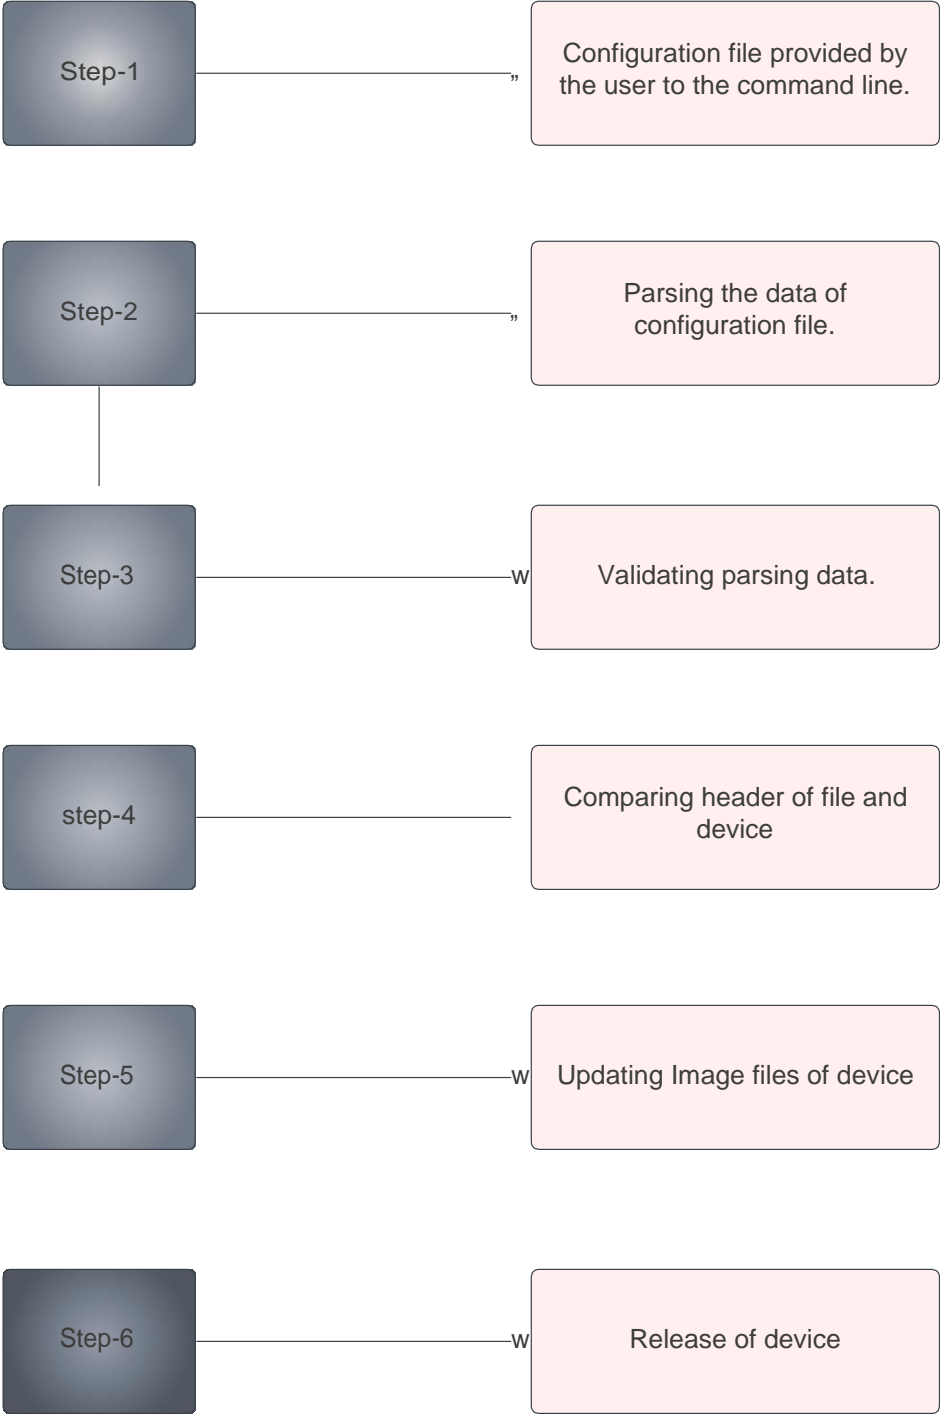 Step-1
„
Configuration file provided by
the user to the command line.
Step-2
„
Parsing the data of
configuration file.
Step-3
w
Validating parsing data.
step-4
Comparing header of file and
device
Step-5
w
Updating Image files of device
Step-6
w
Release of device